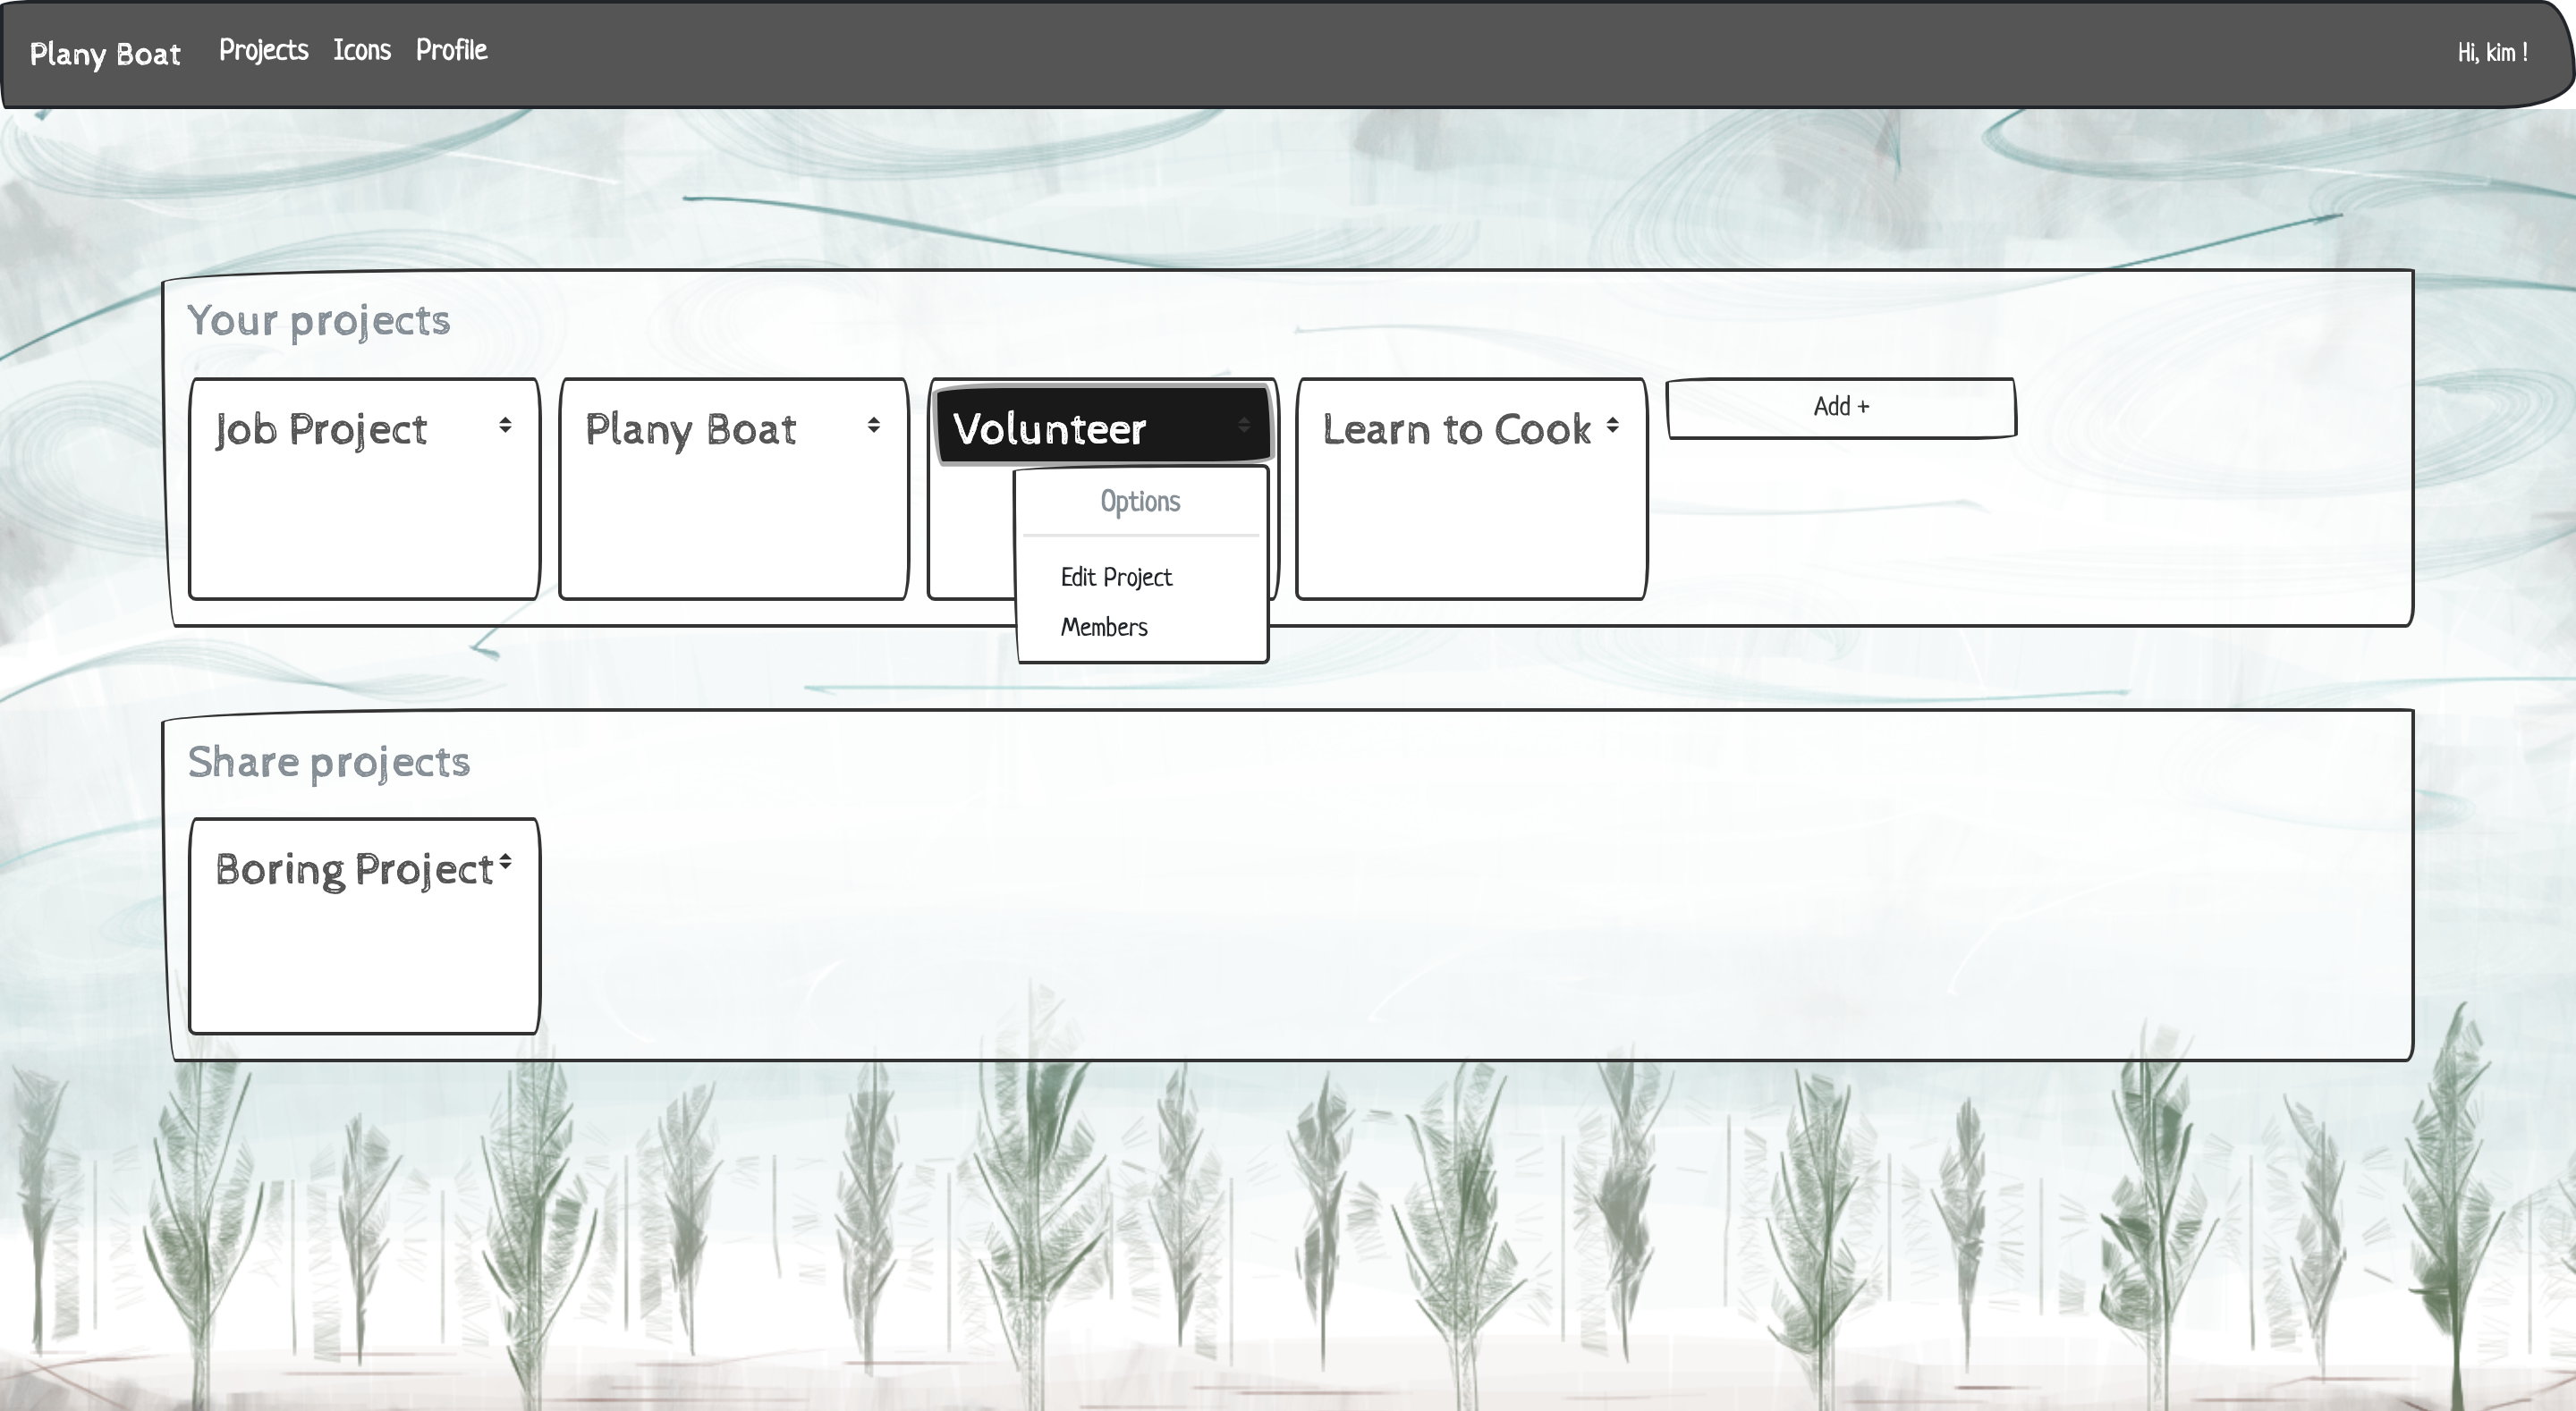 Plany Boat Projects Icons Profile Hi, kim !
Your projects
Job Project Plany Boat Volunteer Learn to Cook Add +
Options
Edit Project
Members
Share projects
Boring Project